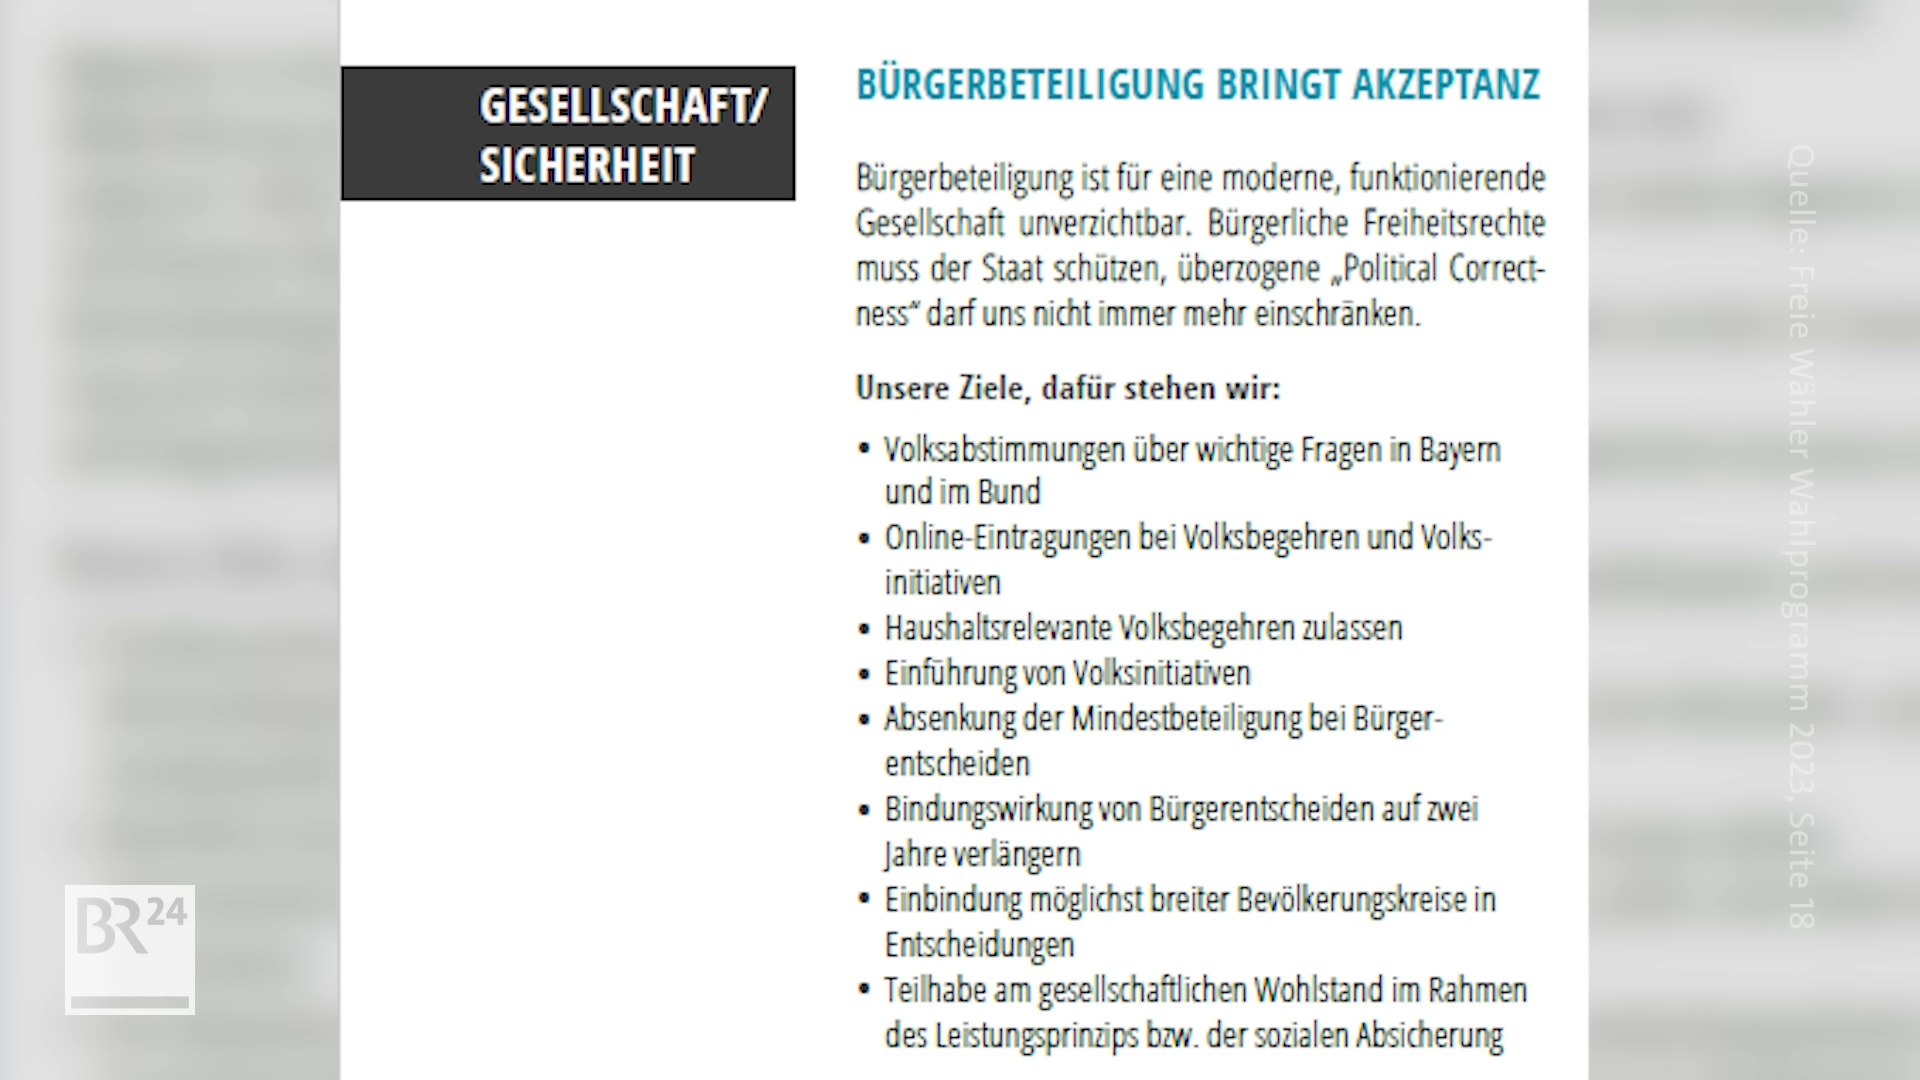 GESELLSCHAFT/
SICHERHEIT
BÜRGERBETEILIGUNG BRINGT AKZEPTANZ
Bürgerbeteiligung ist für eine moderne, funktionierende
Gesellschaft unverzichtbar. Bürgerliche Freiheitsrechte
muss der Staat schützen, überzogene „Political Correct-
ness“ darf uns nicht immer mehr einschränken.
Unsere Ziele, dafür stehen wir:
• Volksabstimmungen über wichtige Fragen in Bayern
und im Bund
• Online-Eintragungen bei Volksbegehren und Volks-
initiativen
• Haushaltsrelevante Volksbegehren zulassen
• Einführung von Volksinitiativen
• Absenkung der Mindestbeteiligung bei Bürger-
entscheiden
• Bindungswirkung von Bürgerentscheiden auf zwei
Jahre verlängern
• Einbindung möglichst breiter Bevölkerungskreise in
Entscheidungen
• Teilhabe am gesellschaftlichen Wohlstand im Rahmen
des Leistungsprinzips bzw. der sozialen Absicherung
Quelle: Freie Wähler Wahlprogramm 2023, Seite 18
BR24